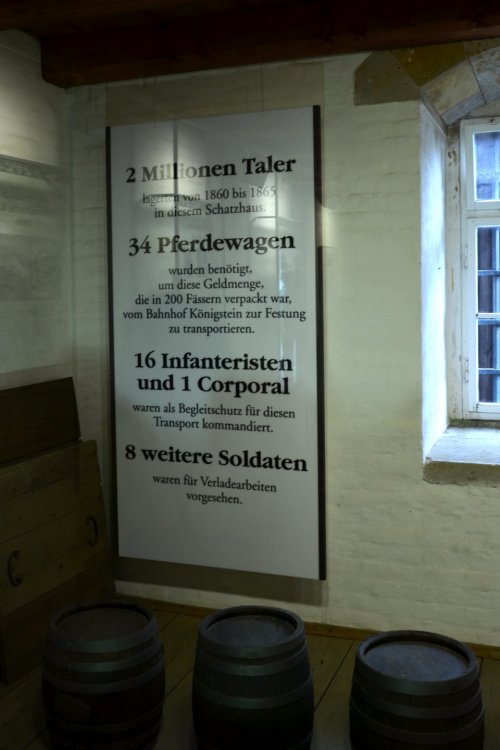 2 Millionen Taler
lagerten von 1860 bis 1865
in diesem Schatzhaus.
34 Pferdewagen
wurden benötigt,
um diese Geldmenge,
die in 200 Fässern verpackt war,
vom Bahnhof Königstein zur Festung
zu transportieren.
16 Infanteristen
und 1 Corporal
waren als Begleitschutz für diesen
Transport kommandiert.
8 weitere Soldaten
waren für Verladearbeiten
vorgesehen.